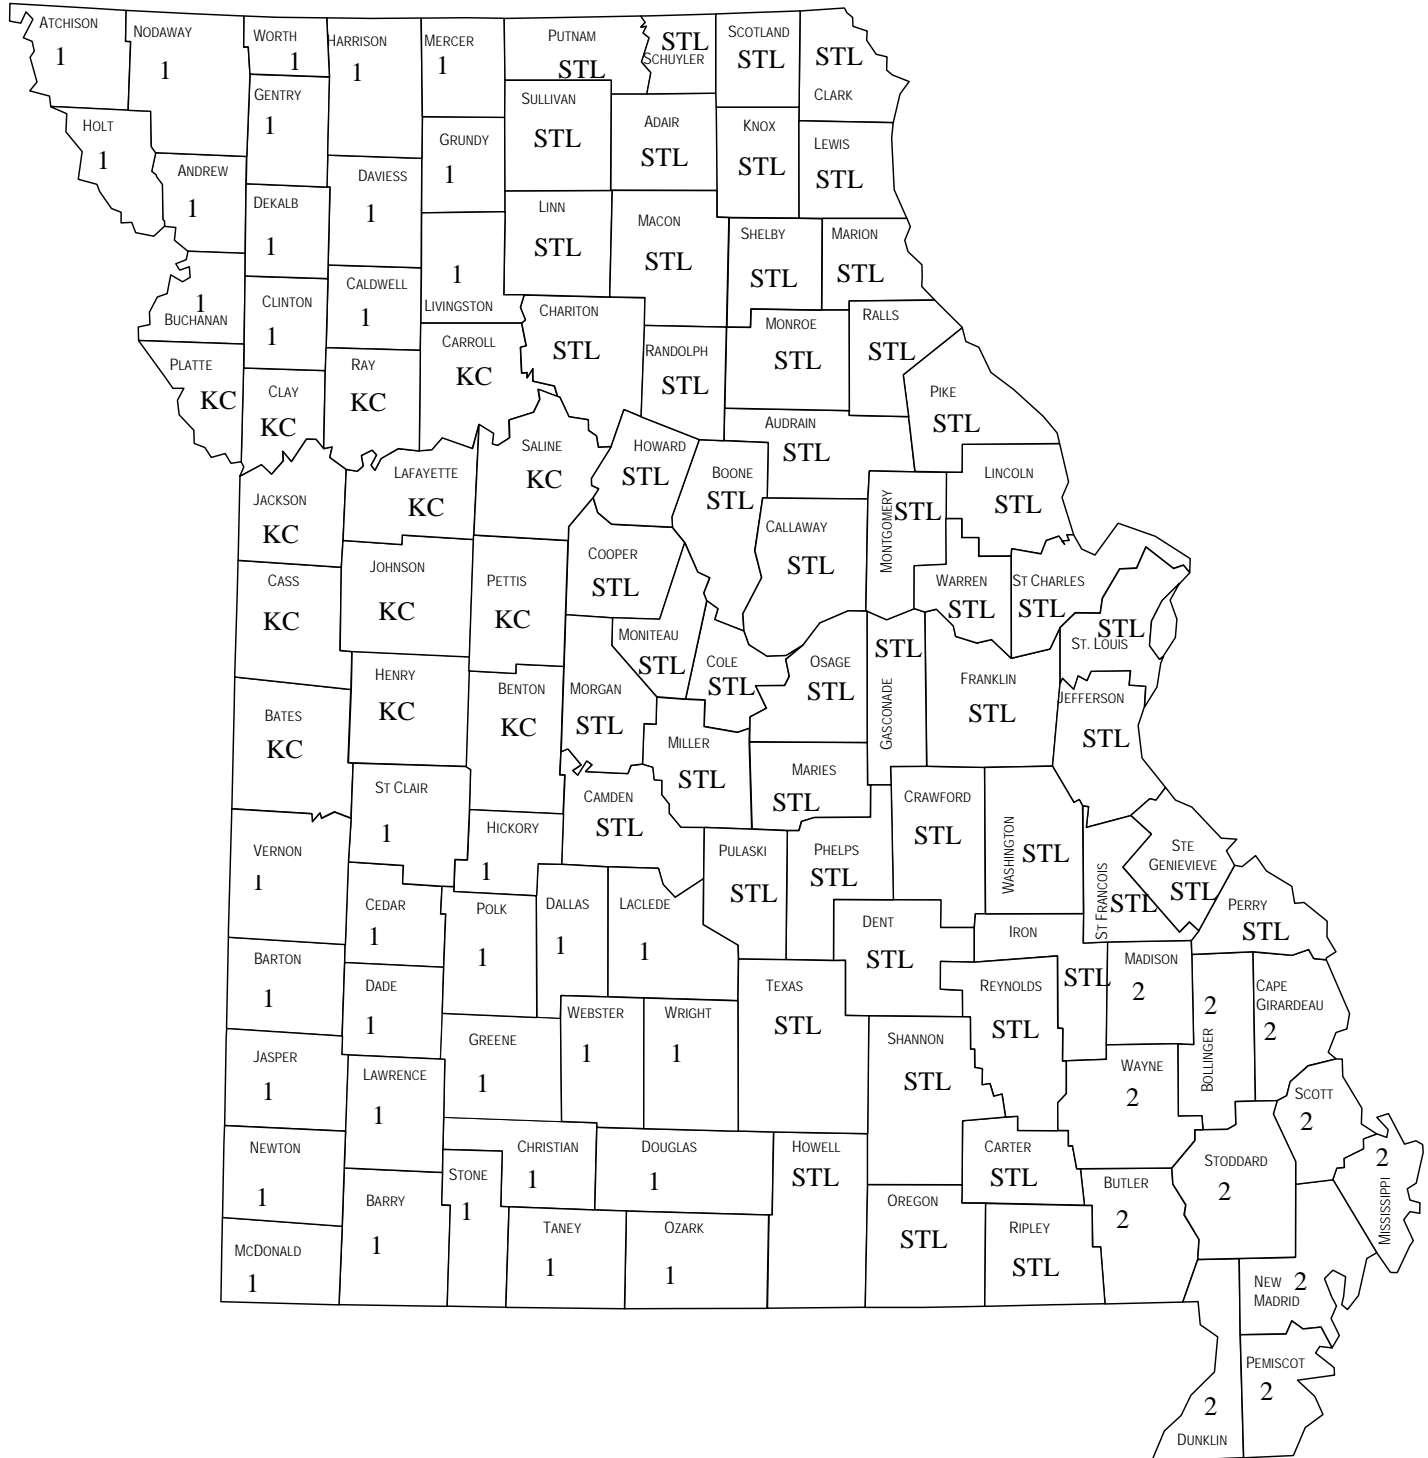 ATCHISON
1
NODAWAY
1
WORTH
1
HARRISON
1
MERCER
1
PUTNAM
STL
STL
SCHUYLER
SCOTLAND
STL
STL
CLARK
HOLT
1
GENTRY
1
SULLIVAN
STL
ADAIR
STL
KNOX
STL
LEWIS
STL
ANDREW
1
DEKALB
1
DAVIESS
1
GRUNDY
1
LINN
STL
MACON
STL
SHELBY
STL
MARION
STL
1
BUCHANAN
CLINTON
1
CALDWELL
1
1
LIVINGSTON
CHARITON
STL
RANDOLPH
STL
MONROE
STL
RALLS
STL
PLATTE
KC
CLAY
KC
RAY
KC
CARROLL
KC
PIKE
STL
AUDRAIN
STL
SALINE
KC
HOWARD
STL
BOONE
STL
LAFAYETTE
KC
JACKSON
KC
CALLAWAY
STL
MONTGOMERY
STL
LINCOLN
STL
CASS
KC
JOHNSON
KC
PETTIS
KC
COOPER
STL
WARREN
STL
ST CHARLES
STL
STL
ST. LOUIS
MONITEAU
STL
COLE
STL
OSAGE
STL
STL
GASCONADE
FRANKLIN
STL
JEFFERSON
STL
BATES
KC
HENRY
KC
BENTON
KC
MORGAN
STL
MILLER
STL
MARIES
STL
ST CLAIR
1
HICKORY
1
CAMDEN
STL
PULASKI
STL
PHELPS
STL
CRAWFORD
STL
WASHINGTON
STL
ST FRANCOIS
STL
STE
GENIEVIEVE
STL
PERRY
STL
VERNON
1
CEDAR
1
POLK
1
DALLAS
1
LACLEDE
1
DENT
STL
IRON
STL
MADISON
2
2
BOLLINGER
CAPE
GIRARDEAU
2
BARTON
1
DADE
1
GREENE
1
WEBSTER
1
WRIGHT
1
TEXAS
STL
SHANNON
STL
REYNOLDS
STL
WAYNE
2
SCOTT
2
JASPER
1
LAWRENCE
1
CHRISTIAN
1
DOUGLAS
1
HOWELL
STL
CARTER
STL
BUTLER
2
STODDARD
2
2
MISSISSIPPI
NEWTON
1
BARRY
1
STONE
1
TANEY
1
OZARK
1
OREGON
STL
RIPLEY
STL
MCDONALD
1
NEW 2
MADRID
PEMISCOT
2
2
DUNKLIN